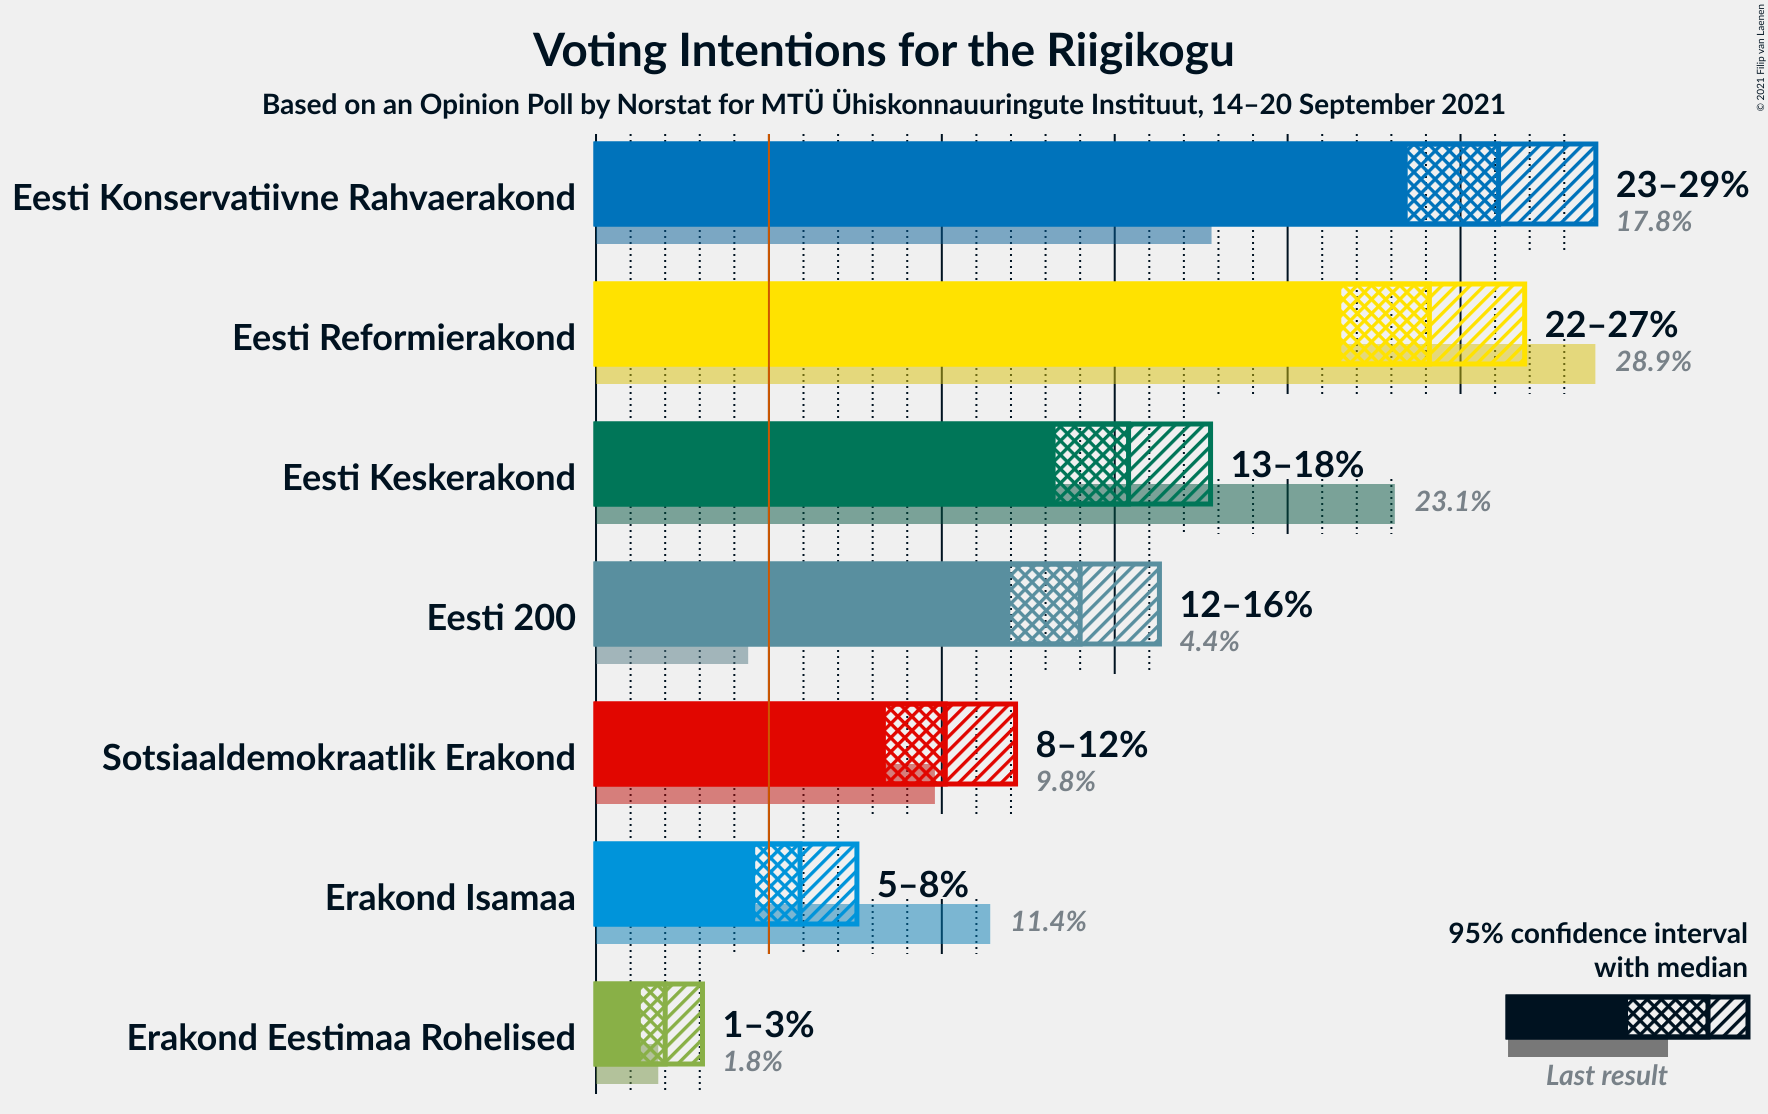 Voting Intentions for the Riigikogu
Based on an Opinion Poll by Norstat for MTÜ Ühiskonnauuringute Instituut, 14–20 September 2021
© 2021 Filip van Laenen
Eesti Konservatiivne Rahvaerakond
23–29%
17.8%
Eesti Reformierakond
22–27%
28.9%
Eesti Keskerakond
13–18%
23.1%
Eesti 200
12–16%
4.4%
Sotsiaaldemokraatlik Erakond
8–12%
9.8%
Erakond Isamaa
5–8%
11.4%
Erakond Eestimaa Rohelised
1–3%
1.8%
95% confidence interval
with median
Last result